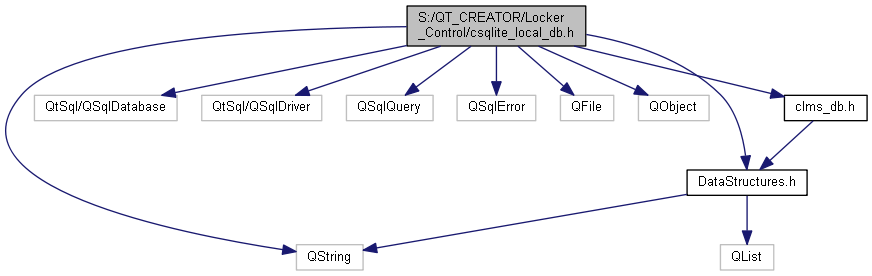 S:/QT_CREATOR/Locker
_Control/csqlite_local_db.h
QtSql/QSqlDatabase
QtSql/QSqlDriver
QSqlQuery
QSqlError
QFile
QObject
clms_db.h
DataStructures.h
QString
QList